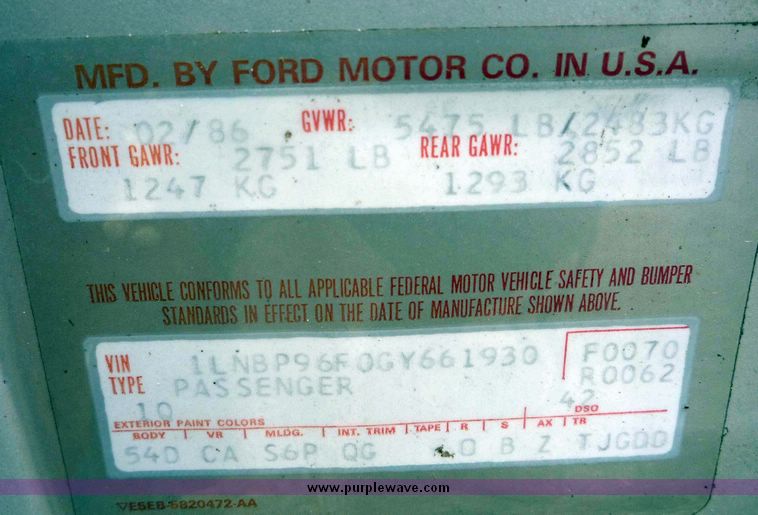 MFD. BY FORD MOTOR CO. IN U.S.A.
DATE: 02/86 GVWR: 5475 LB/2483KG
FRONT GAWR: 2751 LB REAR GAWR: 2852 LB
1247 KG 1293 KG
THIS VEHICLE CONFORMS TO ALL APPLICABLE FEDERAL MOTOR VEHICLE SAFETY AND BUMPER
STANDARDS IN EFFECT ON THE DATE OF MANUFACTURE SHOWN ABOVE.
VIN 1LNBP96F0GY661930 F0070
TYPE PASSENGER R0062
10 42
EXTERIOR PAINT COLORS DSO
BODY VR MLDG. INT. TRIM TAPE R S AX TR
54D CA S6P QG 0 B Z TJGDD
www.purplewave.com
E5EB-5820472-AA